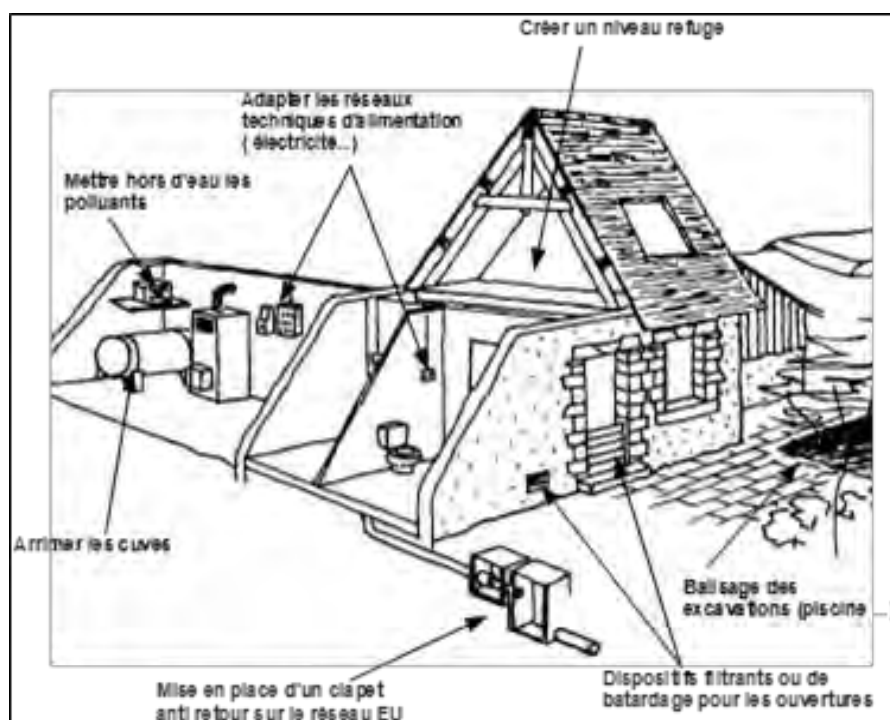 Créer un niveau refuge
Adapter les réseaux
techniques d'alimentation
( électricité...)
Mettre hors d'eau les
polluants
Arrimer les cuves
Balisage des
excavations (piscine ...
Dispositifs filtrants ou de
batardage pour les ouvertures
Mise en place d'un clapet
anti retour sur le réseau EU